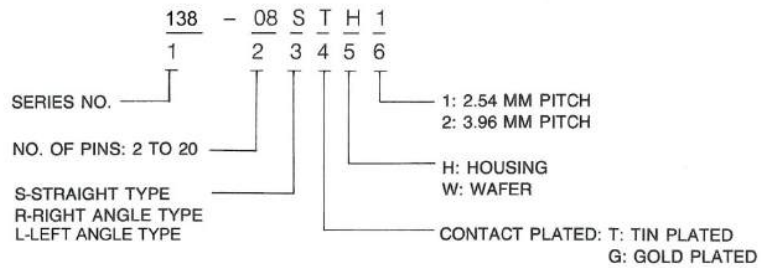 138 - 08 S T H 1
1 2 3 4 5 6
SERIES NO.
1: 2.54 MM PITCH
2: 3.96 MM PITCH
NO. OF PINS: 2 TO 20
H: HOUSING
W: WAFER
S-STRAIGHT TYPE
R-RIGHT ANGLE TYPE
L-LEFT ANGLE TYPE
CONTACT PLATED: T: TIN PLATED
G: GOLD PLATED